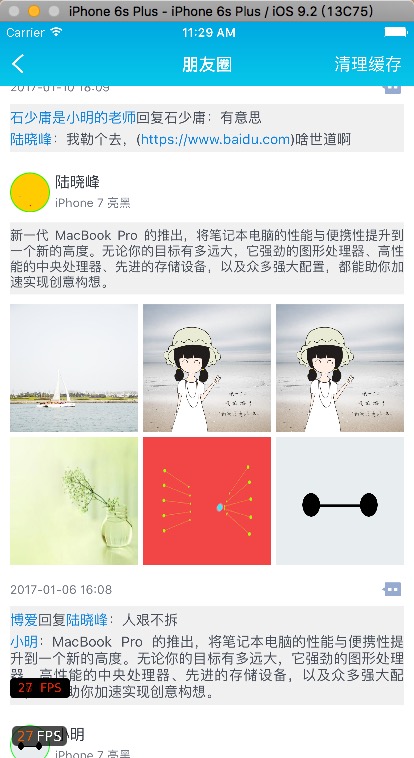 iPhone 6s Plus - iPhone 6s Plus / iOS 9.2 (13C75)
Carrier 11:29 AM
朋友圈 清理缓存
2017-01-10 18:09
石少庸是小明的老师回复石少庸：有意思
陆晓峰：我勒个去，(https://www.baidu.com)啥世道啊
陆晓峰
iPhone 7 亮黑
新一代 MacBook Pro 的推出，将笔记本电脑的性能与便携性提升到
一个新的高度。无论你的目标有多远大，它强劲的图形处理器、高性
能的中央处理器、先进的存储设备，以及众多强大配置，都能助你加
速实现创意构想。
2017-01-06 16:08
博爱回复陆晓峰：人艰不拆
小明：MacBook Pro 的推出，将笔记本电脑的性能与便携性提
升到一个新的高度。无论你的目标有多远大，它强劲的图形处理
器、高性能的中央处理器、先进的存储设备，以及众多强大配
27 FPS 助你加速实现创意构想。
27 FPS 小明
iPhone 7 亮黑